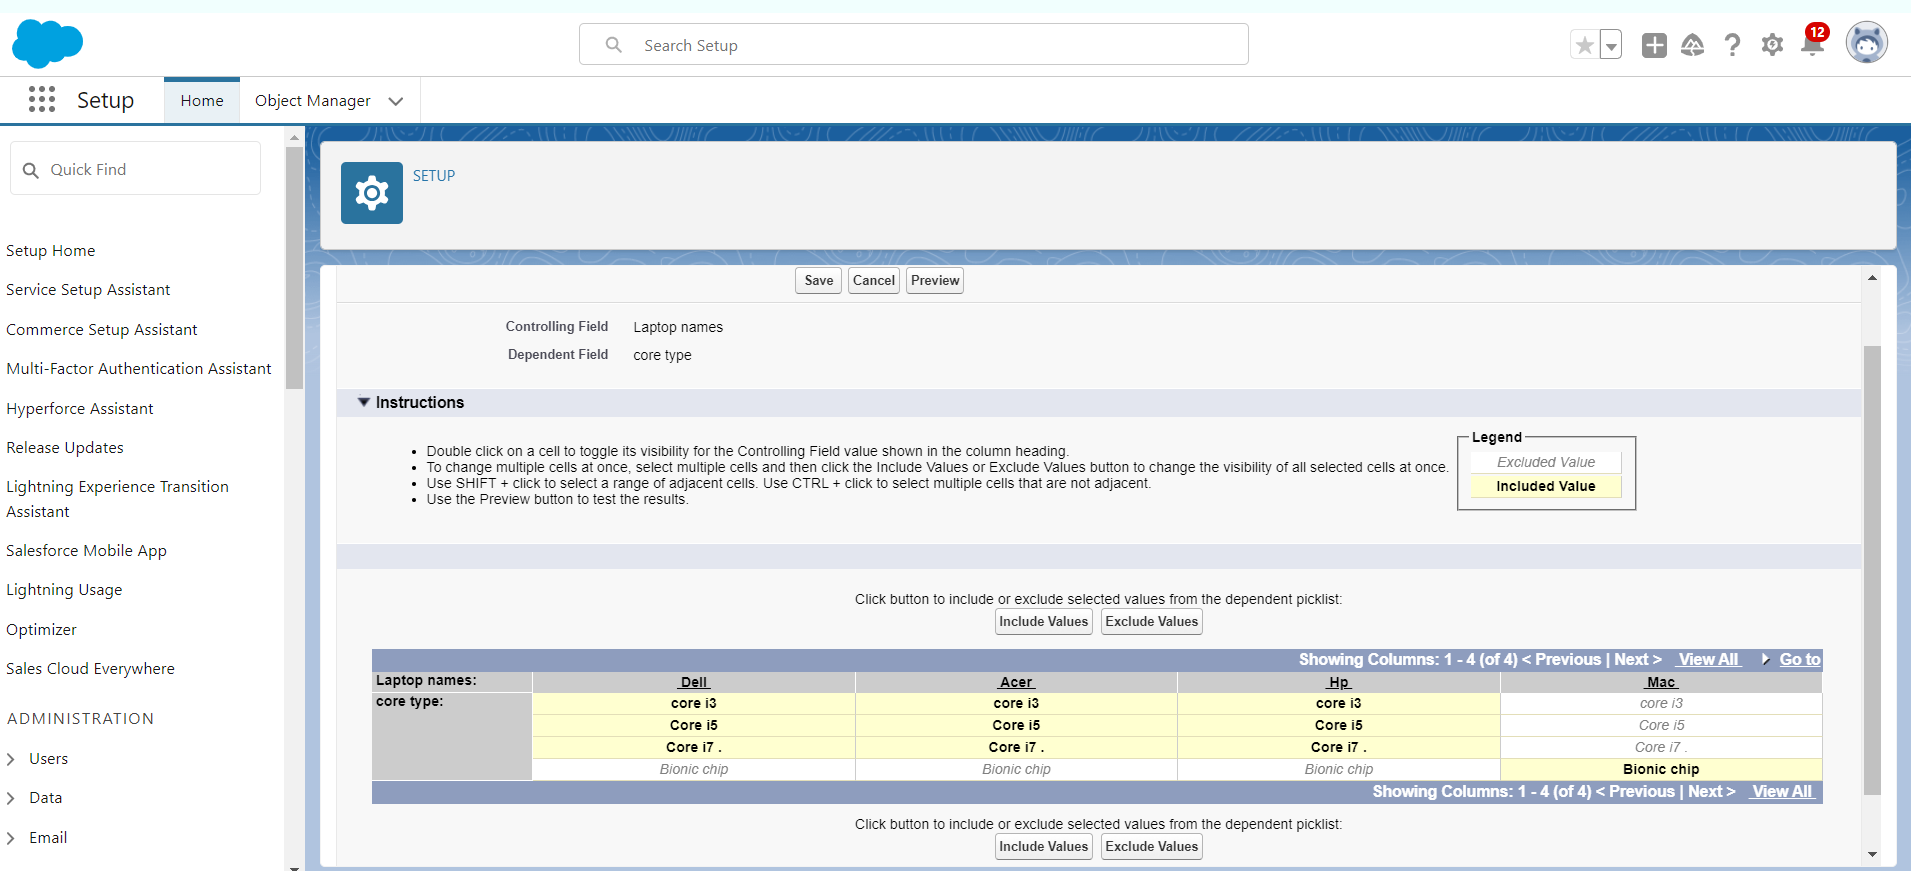 Search Setup
12
Setup
Home
Object Manager
Quick Find
Setup Home
Service Setup Assistant
Commerce Setup Assistant
Multi-Factor Authentication Assistant
Hyperforce Assistant
Release Updates
Lightning Experience Transition
Assistant
Salesforce Mobile App
Lightning Usage
Optimizer
Sales Cloud Everywhere
ADMINISTRATION
Users
Data
Email
SETUP
Save Cancel Preview
Controlling Field Laptop names
Dependent Field core type
Instructions
• Double click on a cell to toggle its visibility for the Controlling Field value shown in the column heading.
• To change multiple cells at once, select multiple cells and then click the Include Values or Exclude Values button to change the visibility of all selected cells at once.
• Use SHIFT + click to select a range of adjacent cells. Use CTRL + click to select multiple cells that are not adjacent.
• Use the Preview button to test the results.
Legend
Excluded Value
Included Value
Click button to include or exclude selected values from the dependent picklist:
Include Values Exclude Values
Showing Columns: 1 - 4 (of 4) < Previous | Next > View All Go to
Laptop names: Dell Acer Hp Mac
core type: core i3 core i3 core i3 core i3
Core i5 Core i5 Core i5 Core i5
Core i7 . Core i7 . Core i7 . Core i7 .
Bionic chip Bionic chip Bionic chip Bionic chip
Showing Columns: 1 - 4 (of 4) < Previous | Next > View All
Click button to include or exclude selected values from the dependent picklist:
Include Values Exclude Values